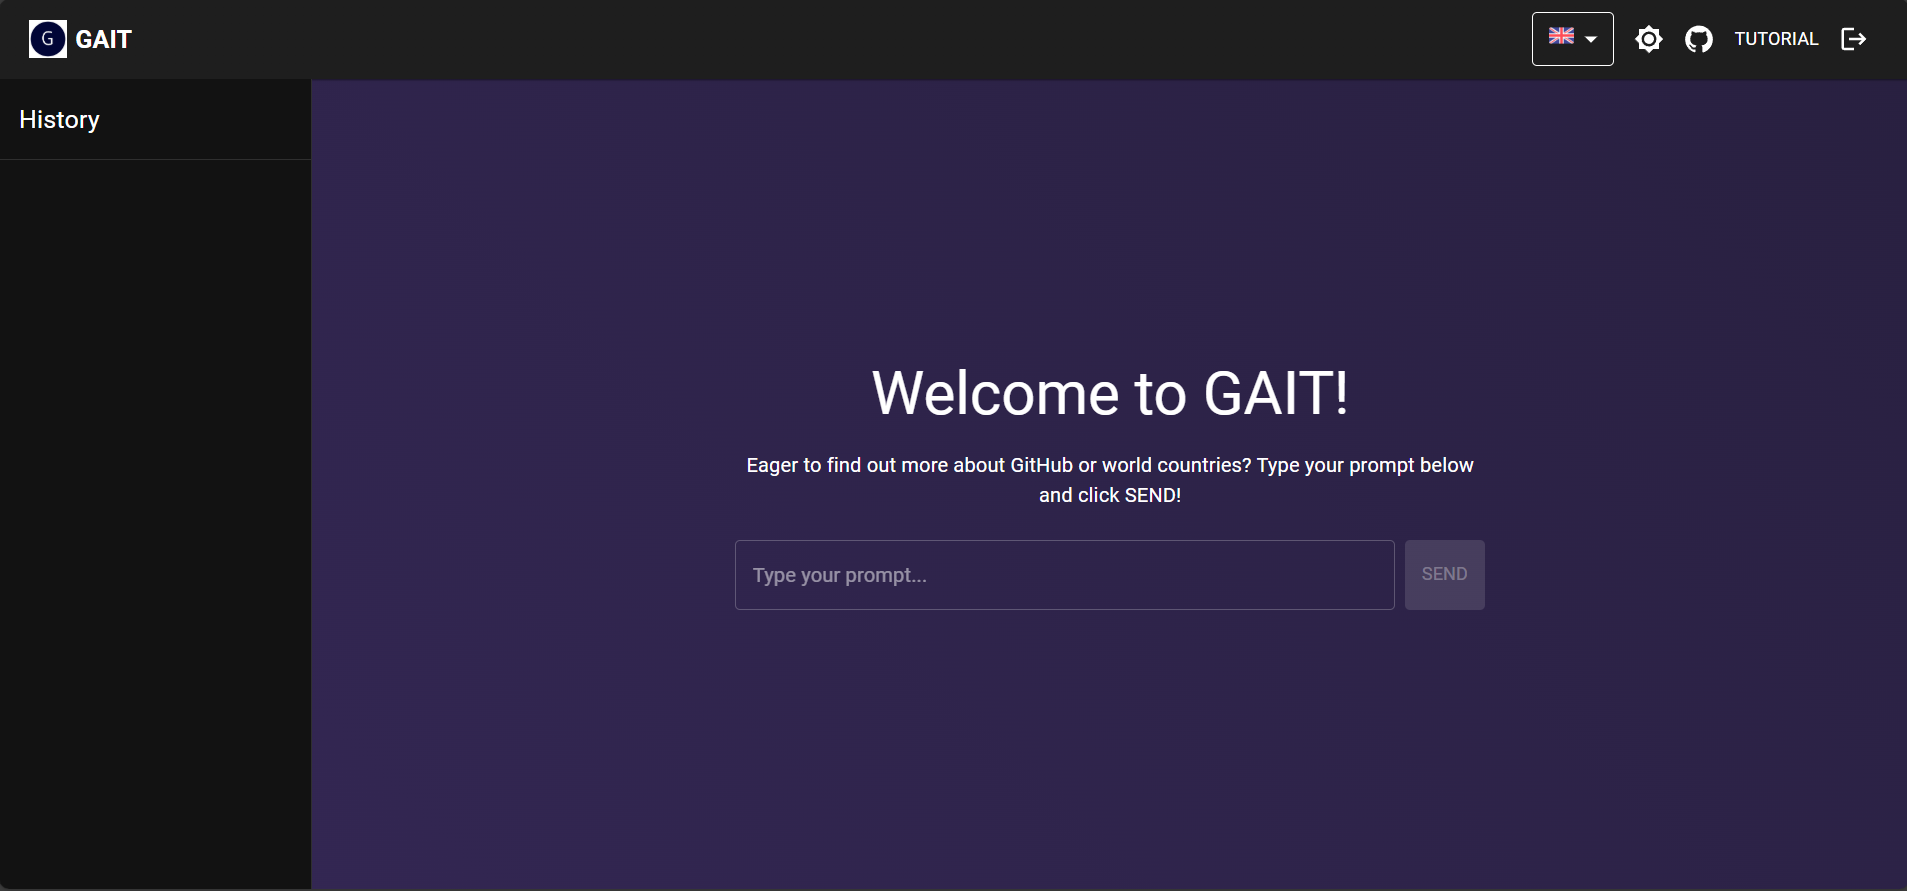 G GAIT
TUTORIAL
History
Welcome to GAIT!
Eager to find out more about GitHub or world countries? Type your prompt below
and click SEND!
Type your prompt...
SEND